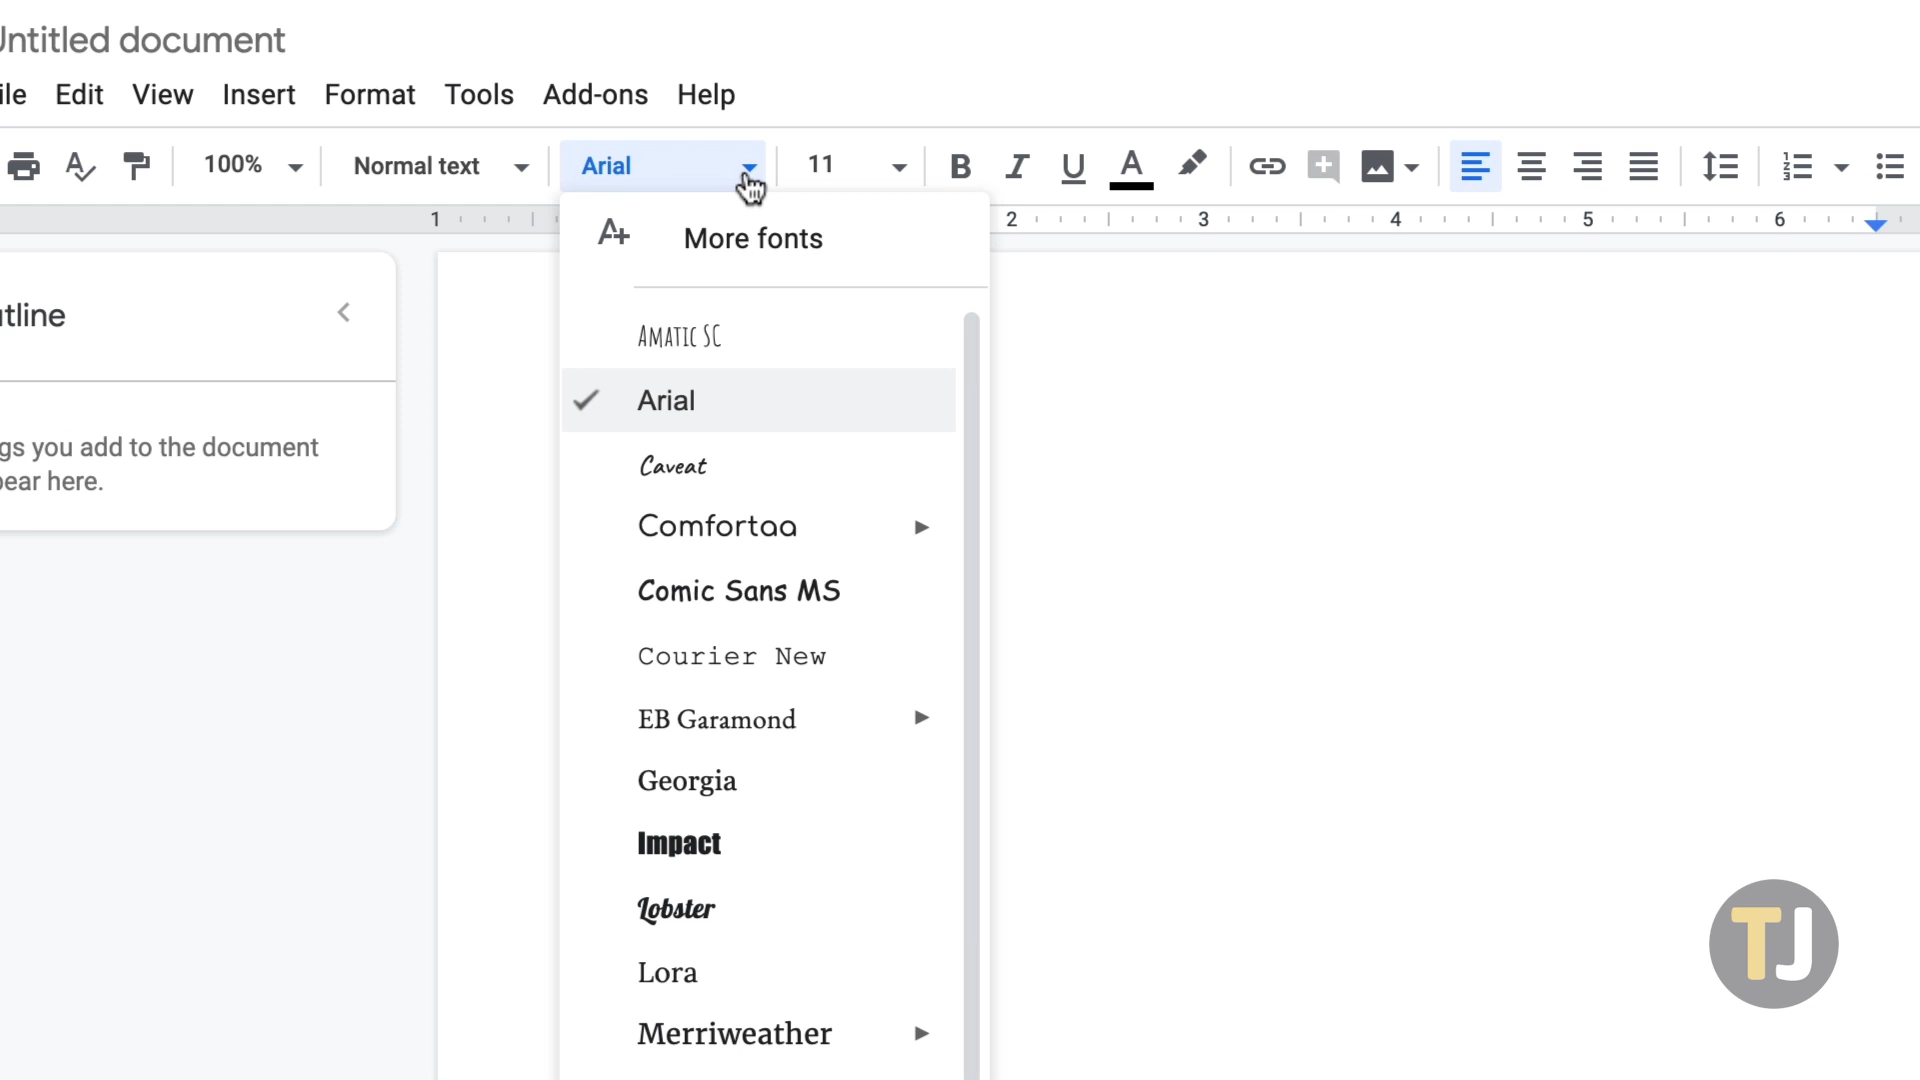 Untitled document
ile Edit View Insert Format Tools Add-ons Help
100% Normal text Arial 11 B I U A
1 2 3 4 5 6
More fonts
tline
Amatic SC
Arial
gs you add to the document
Caveat
pear here.
Comfortaa
Comic Sans MS
Courier New
EB Garamond
Georgia
Impact
Lobster
Lora
Merriweather
TJ